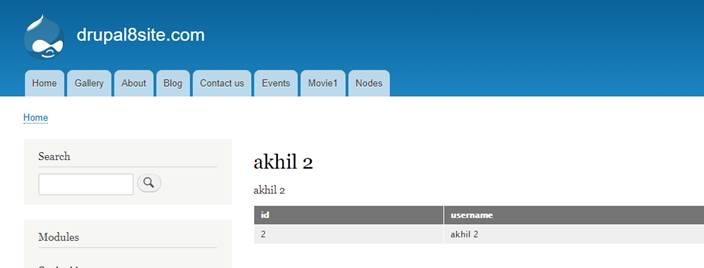 drupal8site.com
Home Gallery About Blog Contact us Events Movie1 Nodes
Home
Search
akhil 2
akhil 2
id username
2 akhil 2
Modules